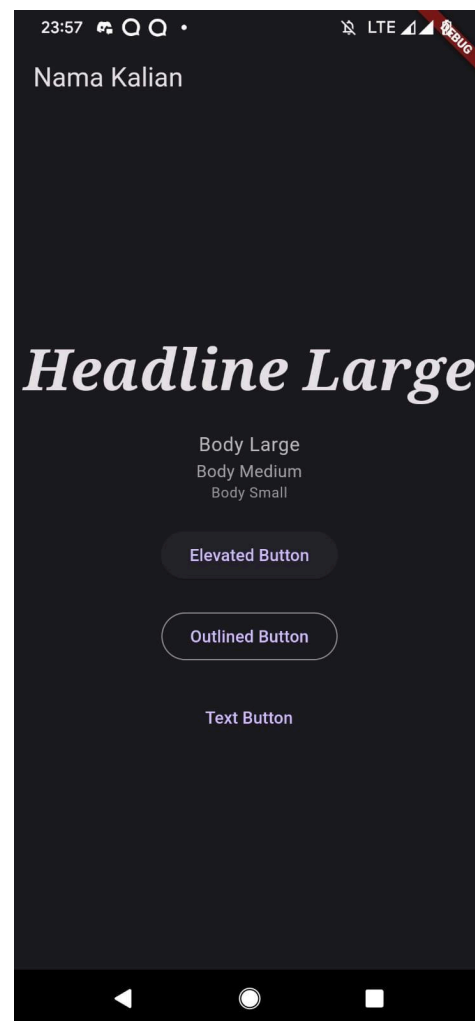 23:57 LTE
DEBUG
Nama Kalian
Headline Large
Body Large
Body Medium
Body Small
Elevated Button
Outlined Button
Text Button